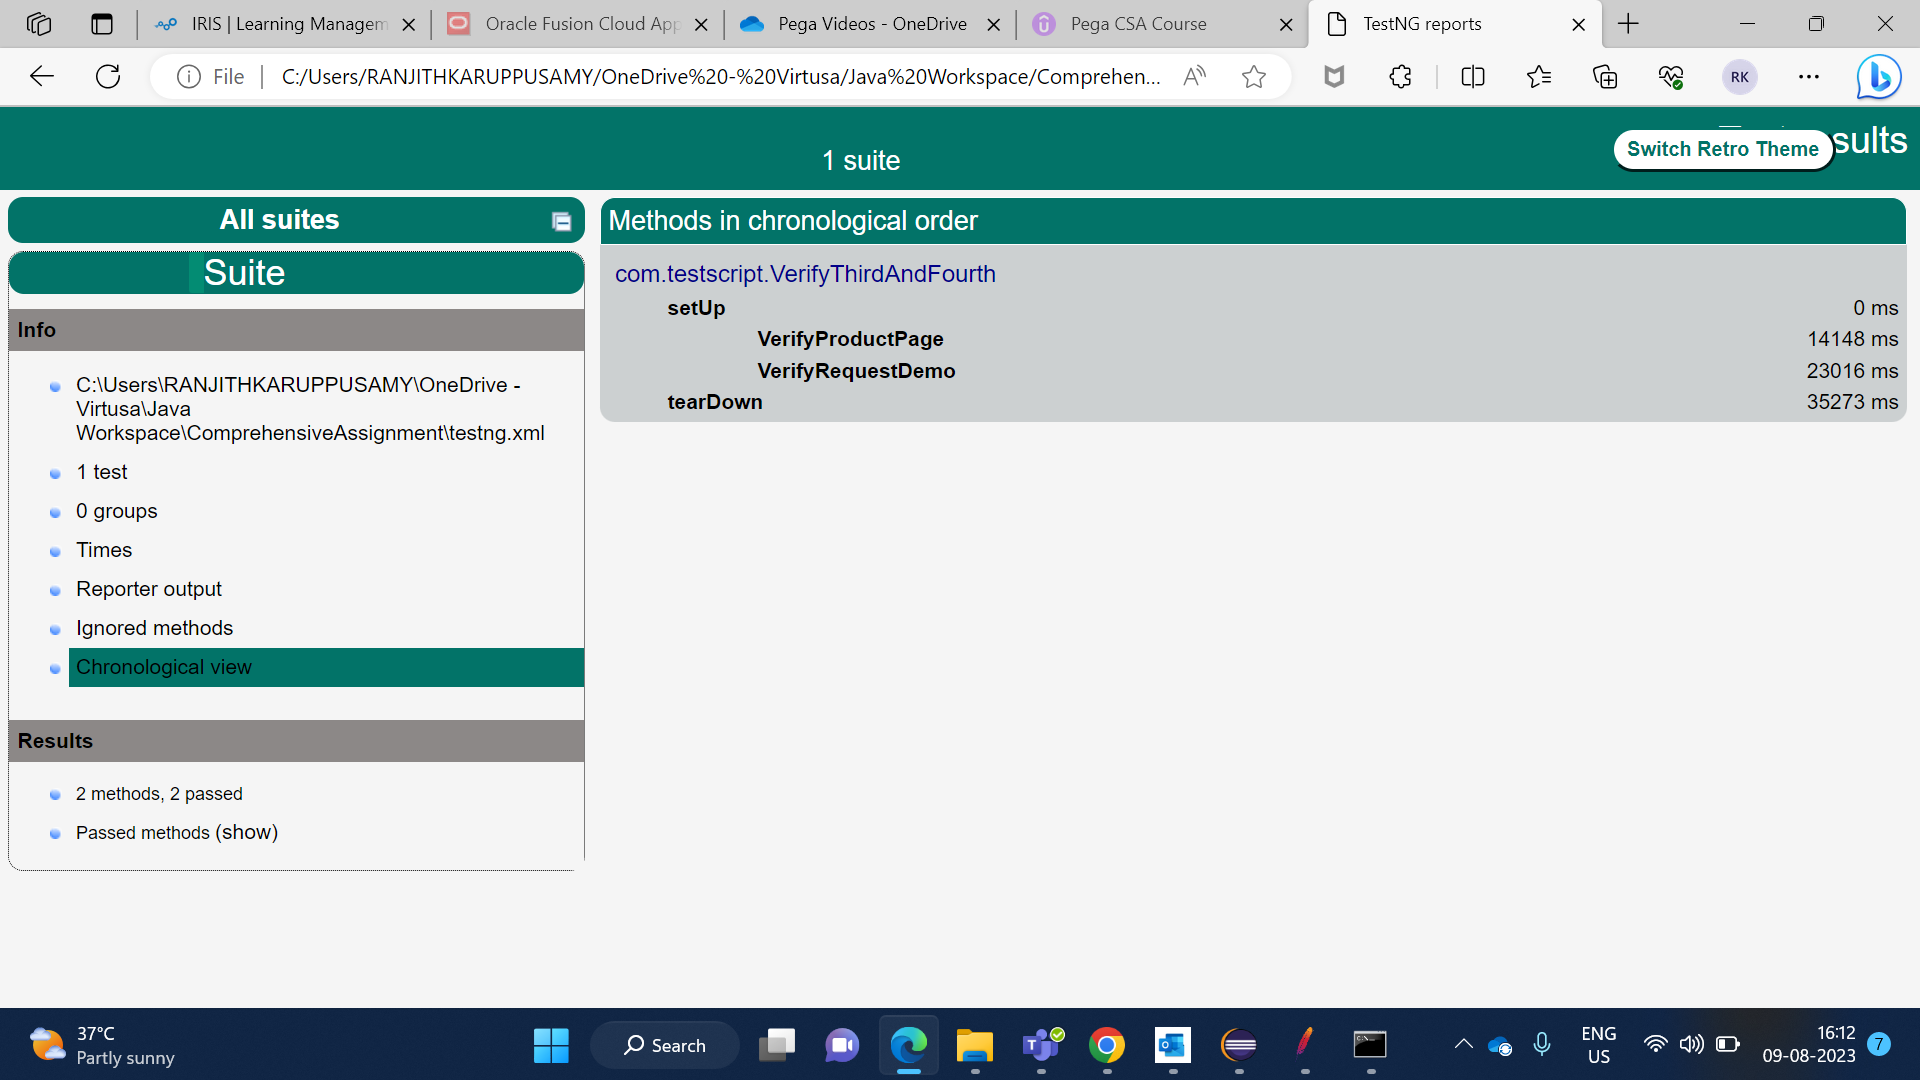 IRIS | Learning Managem
Oracle Fusion Cloud App
Pega Videos - OneDrive
Pega CSA Course
TestNG reports
File
C:/Users/RANJITHKARUPPUSAMY/OneDrive%20-%20Virtusa/Java%20Workspace/Comprehen...
RK
1 suite
Switch Retro Theme
sults
All suites
Suite
Info
C:\Users\RANJITHKARUPPUSAMY\OneDrive -
Virtusa\Java
Workspace\ComprehensiveAssignment\testng.xml
1 test
0 groups
Times
Reporter output
Ignored methods
Chronological view
Results
2 methods, 2 passed
Passed methods (show)
Methods in chronological order
com.testscript.VerifyThirdAndFourth
setUp 0 ms
VerifyProductPage 14148 ms
VerifyRequestDemo 23016 ms
tearDown 35273 ms
37°C
Partly sunny
Search
ENG
US
16:12
09-08-2023
7